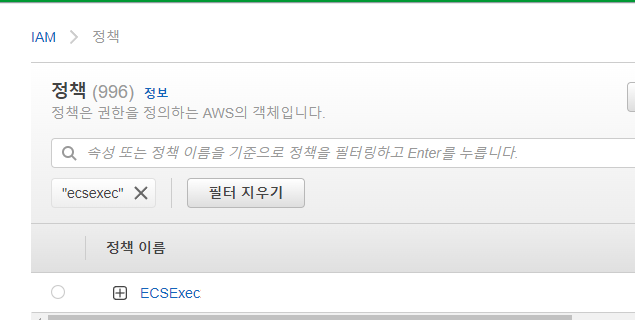 IAM > 정책
정책 (996) 정보
정책은 권한을 정의하는 AWS의 객체입니다.
속성 또는 정책 이름을 기준으로 정책을 필터링하고 Enter를 누릅니다.
"ecsexec" 필터 지우기
정책 이름
ECSExec